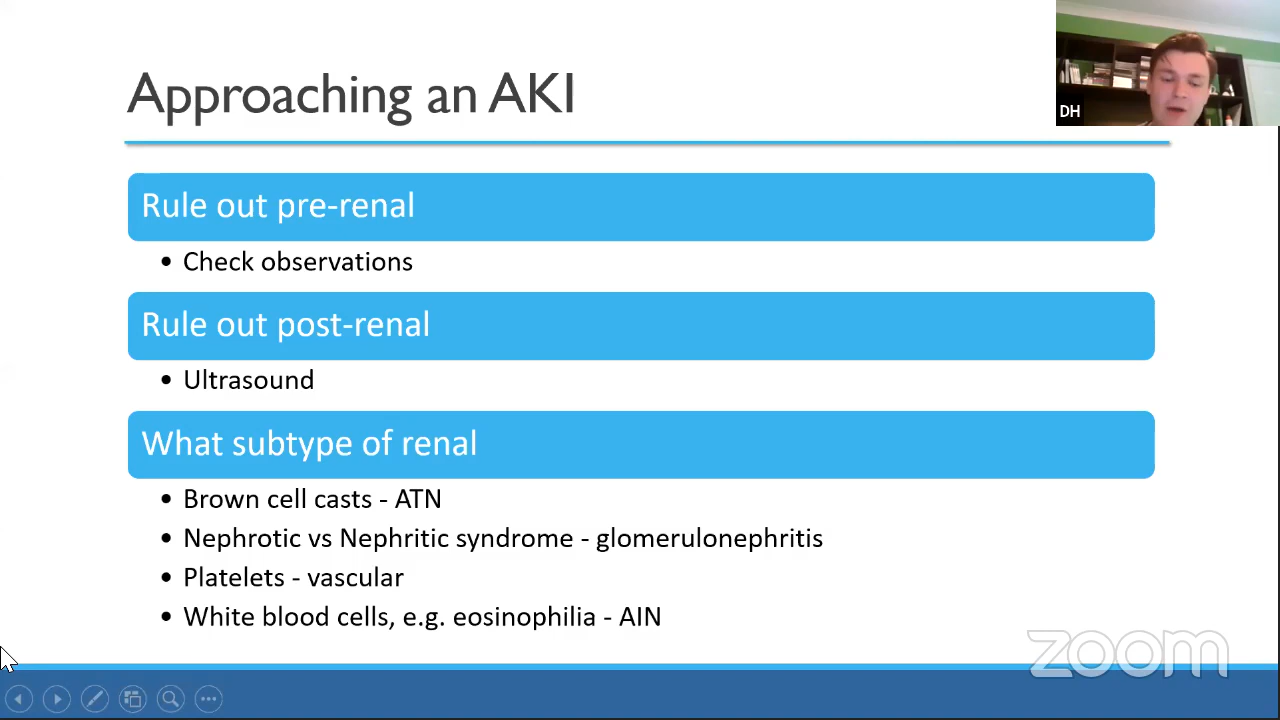 Approaching an AKI
DH
Rule out pre-renal
• Check observations
Rule out post-renal
• Ultrasound
What subtype of renal
• Brown cell casts - ATN
• Nephrotic vs Nephritic syndrome - glomerulonephritis
• Platelets - vascular
• White blood cells, e.g. eosinophilia - AIN
zoom